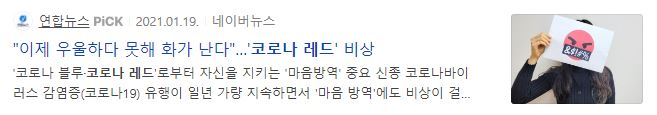 연합뉴스 PiCK 2021.01.19. 네이버뉴스
"이제 우울하다 못해 화가 난다"...'코로나 레드' 비상
'코로나 블루·코로나 레드'로부터 자신을 지키는 '마음방역' 중요 신종 코로나바이
러스 감염증(코로나19) 유행이 일년 가량 지속하면서 '마음 방역'에도 비상이 걸...
&$!#%